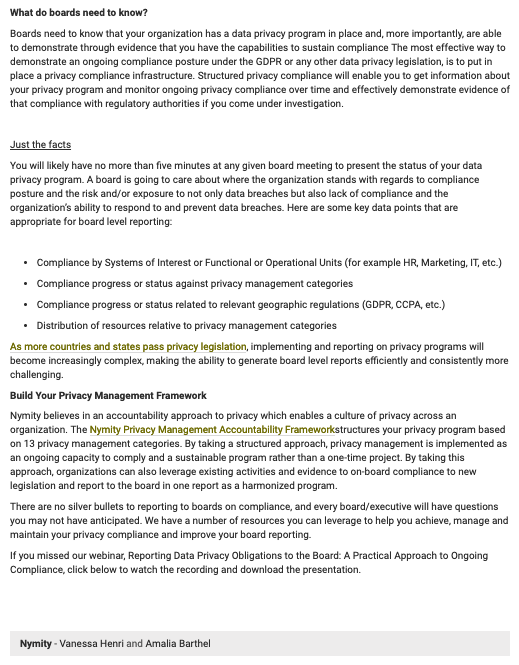 What do boards need to know?
Boards need to know that your organization has a data privacy program in place and, more importantly, are able
to demonstrate through evidence that you have the capabilities to sustain compliance The most effective way to
demonstrate an ongoing compliance posture under the GDPR or any other data privacy legislation, is to put in
place a privacy compliance infrastructure. Structured privacy compliance will enable you to get information about
your privacy program and monitor ongoing privacy compliance over time and effectively demonstrate evidence of
that compliance with regulatory authorities if you come under investigation.
Just the facts
You will likely have no more than five minutes at any given board meeting to present the status of your data
privacy program. A board is going to care about where the organization stands with regards to compliance
posture and the risk and/or exposure to not only data breaches but also lack of compliance and the
organization's ability to respond to and prevent data breaches. Here are some key data points that are
appropriate for board level reporting:
• Compliance by Systems of Interest or Functional or Operational Units (for example HR, Marketing, IT, etc.)
• Compliance progress or status against privacy management categories
• Compliance progress or status related to relevant geographic regulations (GDPR, CCPA, etc.)
• Distribution of resources relative to privacy management categories
As more countries and states pass privacy legislation, implementing and reporting on privacy programs will
become increasingly complex, making the ability to generate board level reports efficiently and consistently more
challenging.
Build Your Privacy Management Framework
Nymity believes in an accountability approach to privacy which enables a culture of privacy across an
organization. The Nymity Privacy Management Accountability Frameworkstructures your privacy program based
on 13 privacy management categories. By taking a structured approach, privacy management is implemented as
an ongoing capacity to comply and a sustainable program rather than a one-time project. By taking this
approach, organizations can also leverage existing activities and evidence to on-board compliance to new
legislation and report to the board in one report as a harmonized program.
There are no silver bullets to reporting to boards on compliance, and every board/executive will have questions
you may not have anticipated. We have a number of resources you can leverage to help you achieve, manage and
maintain your privacy compliance and improve your board reporting.
If you missed our webinar, Reporting Data Privacy Obligations to the Board: A Practical Approach to Ongoing
Compliance, click below to watch the recording and download the presentation.
Nymity - Vanessa Henri and Amalia Barthel